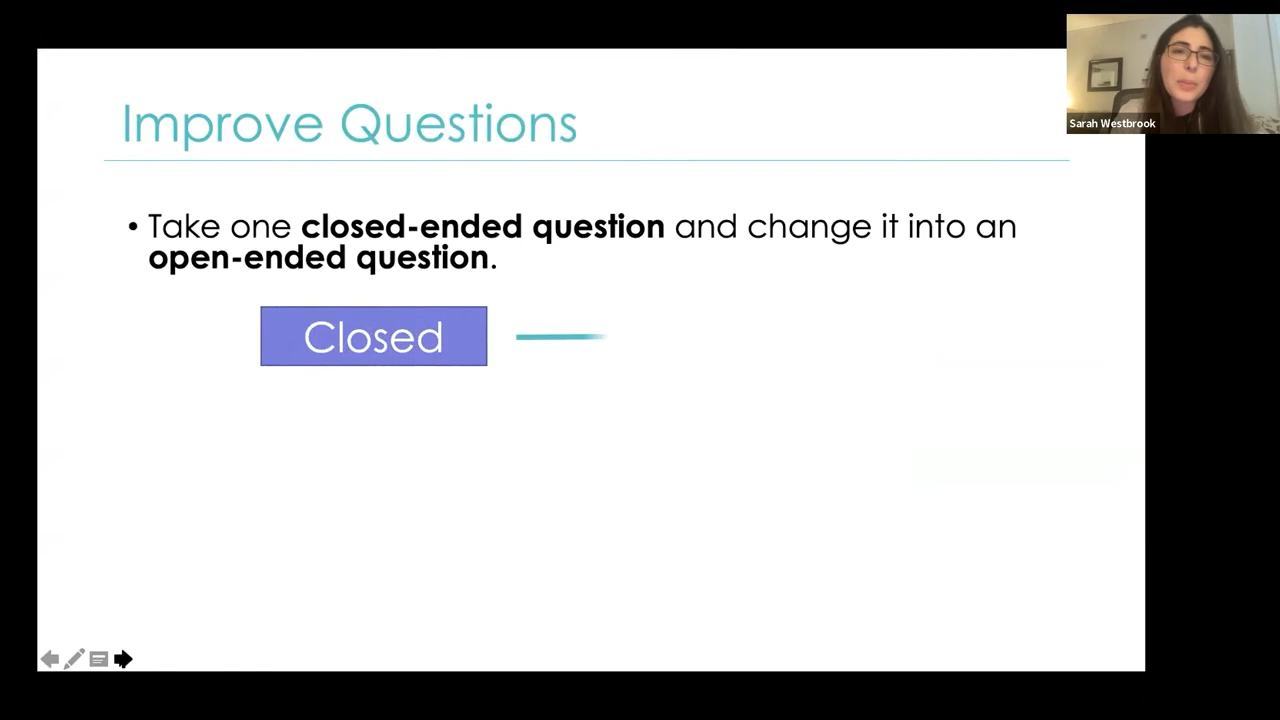 Improve Questions
• Take one closed-ended question and change it into an
open-ended question.
Closed
Sarah Westbrook